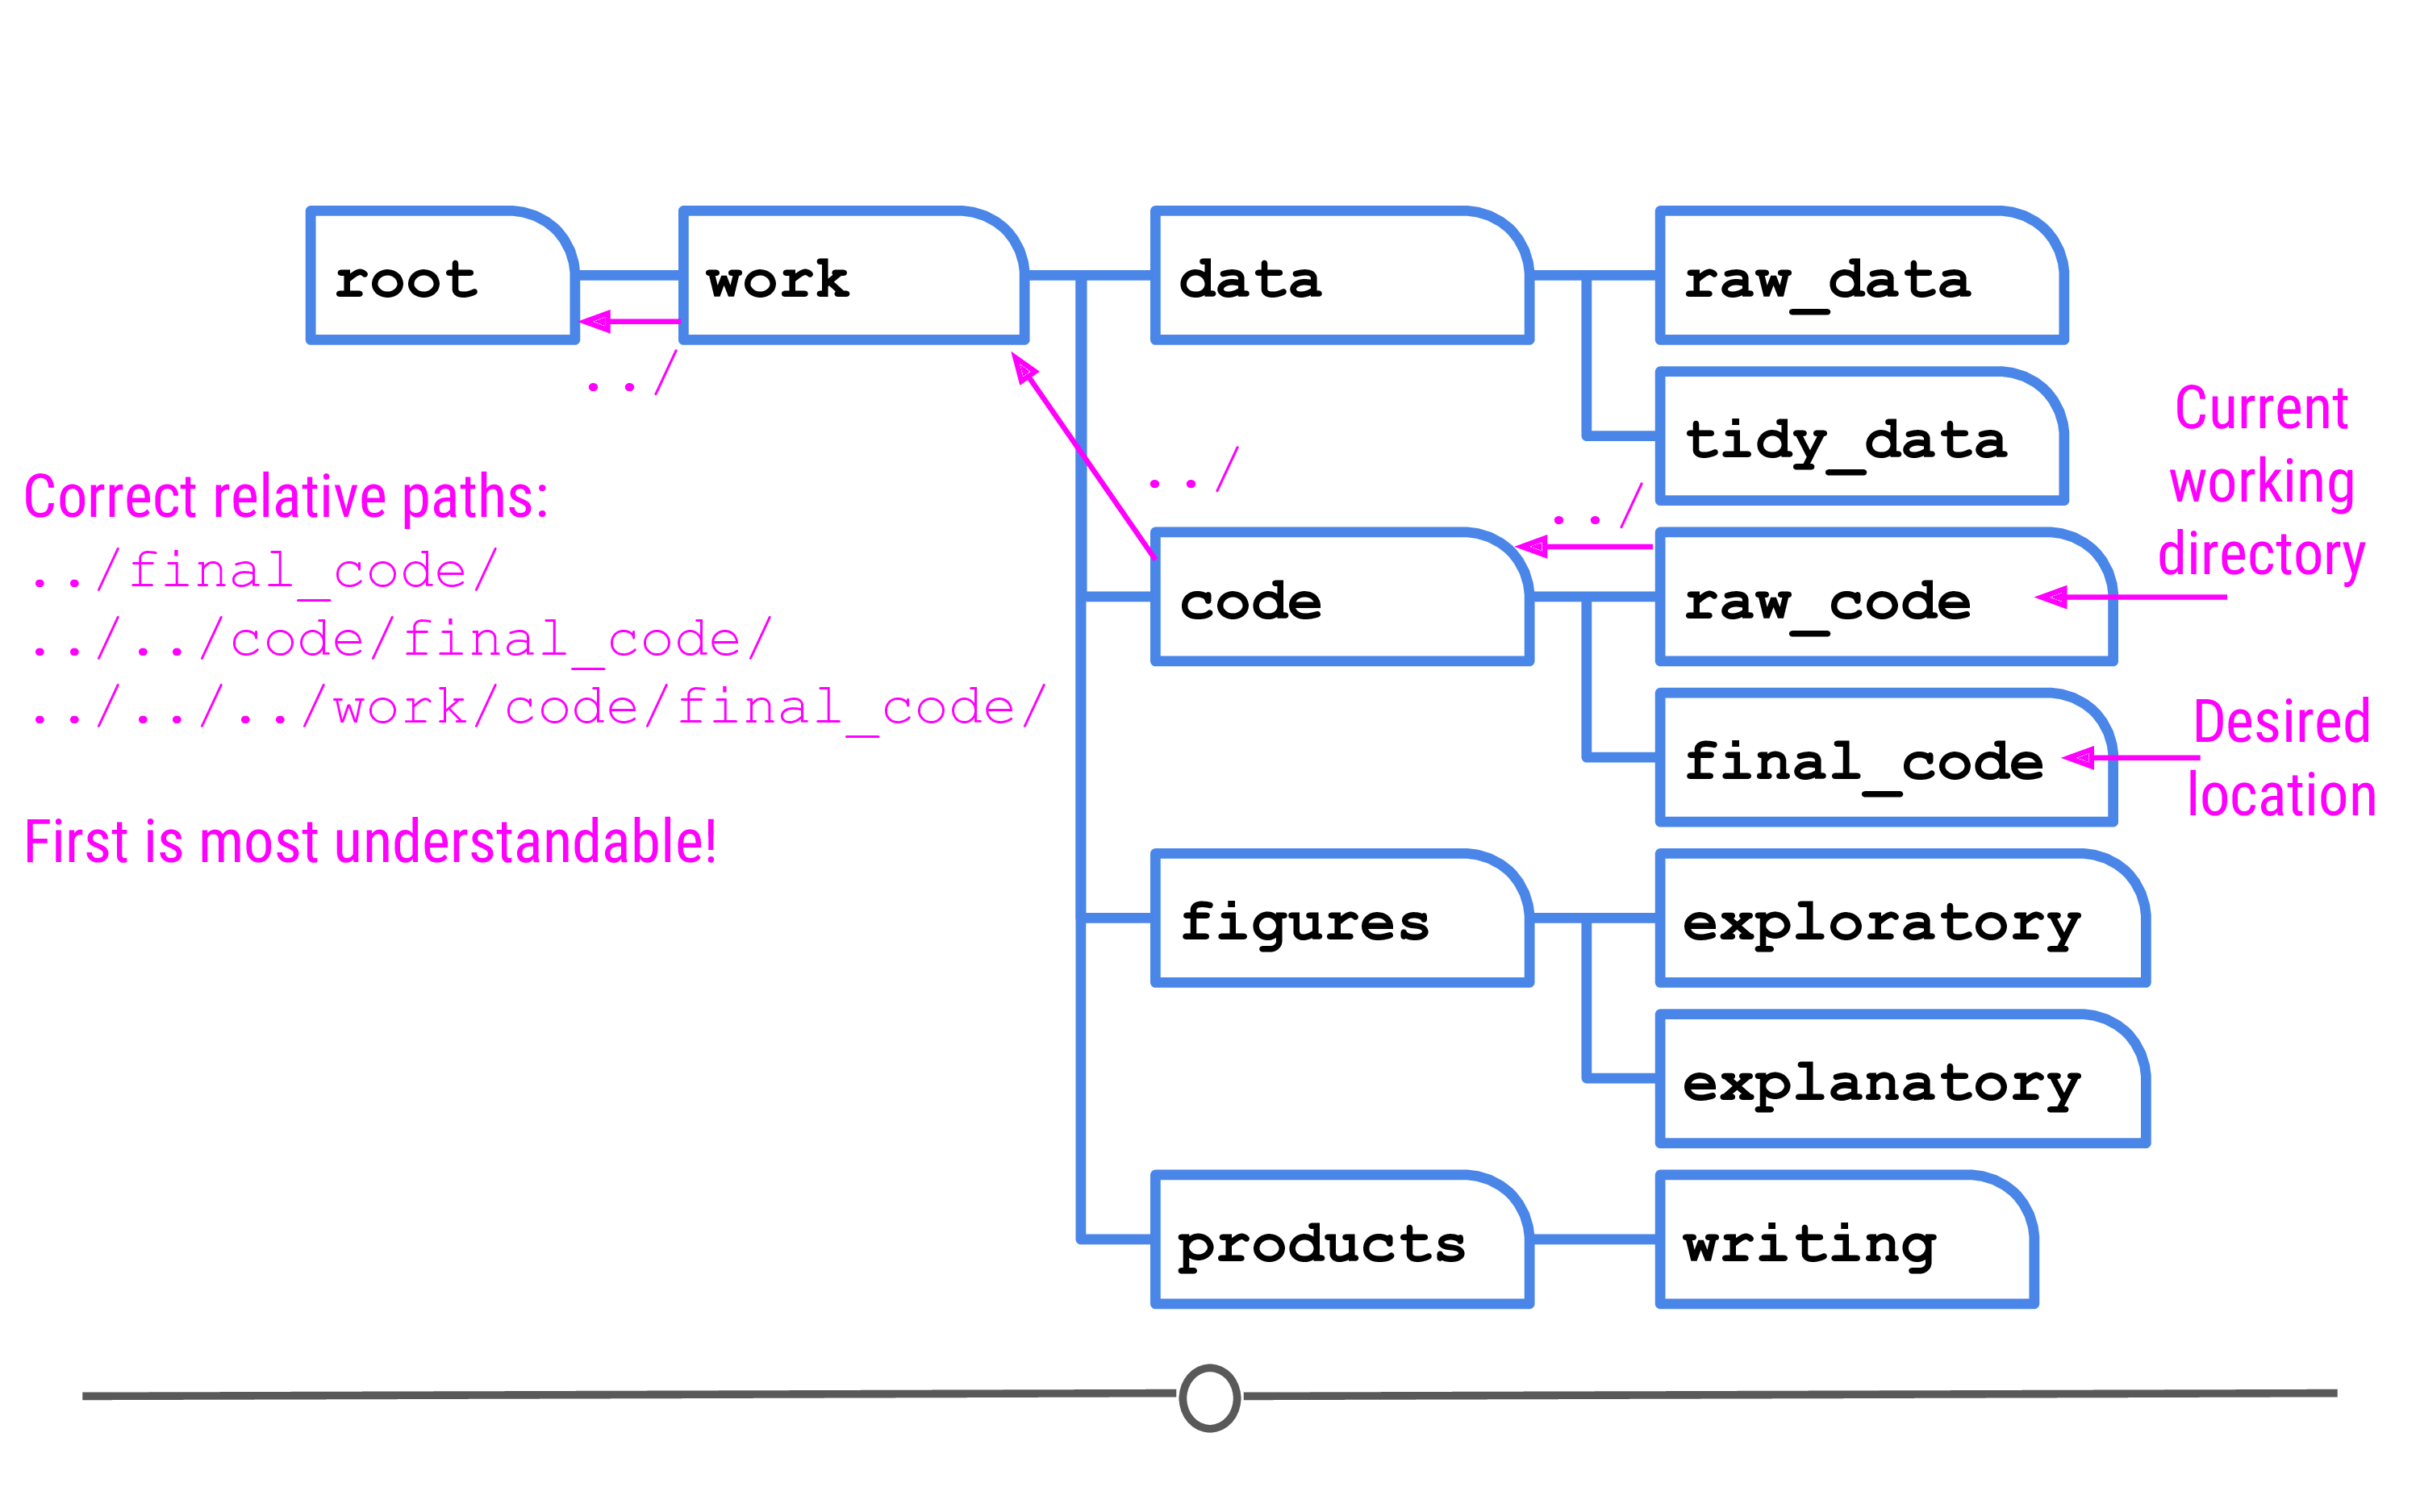 root
work
data
raw_data
../
tidy_data
Current
working
directory
../
../
Correct relative paths:
../final_code/
../../code/final_code/
../../../work/code/final_code/
First is most understandable!
code
raw_code
final_code
Desired
location
figures
exploratory
explanatory
products
writing